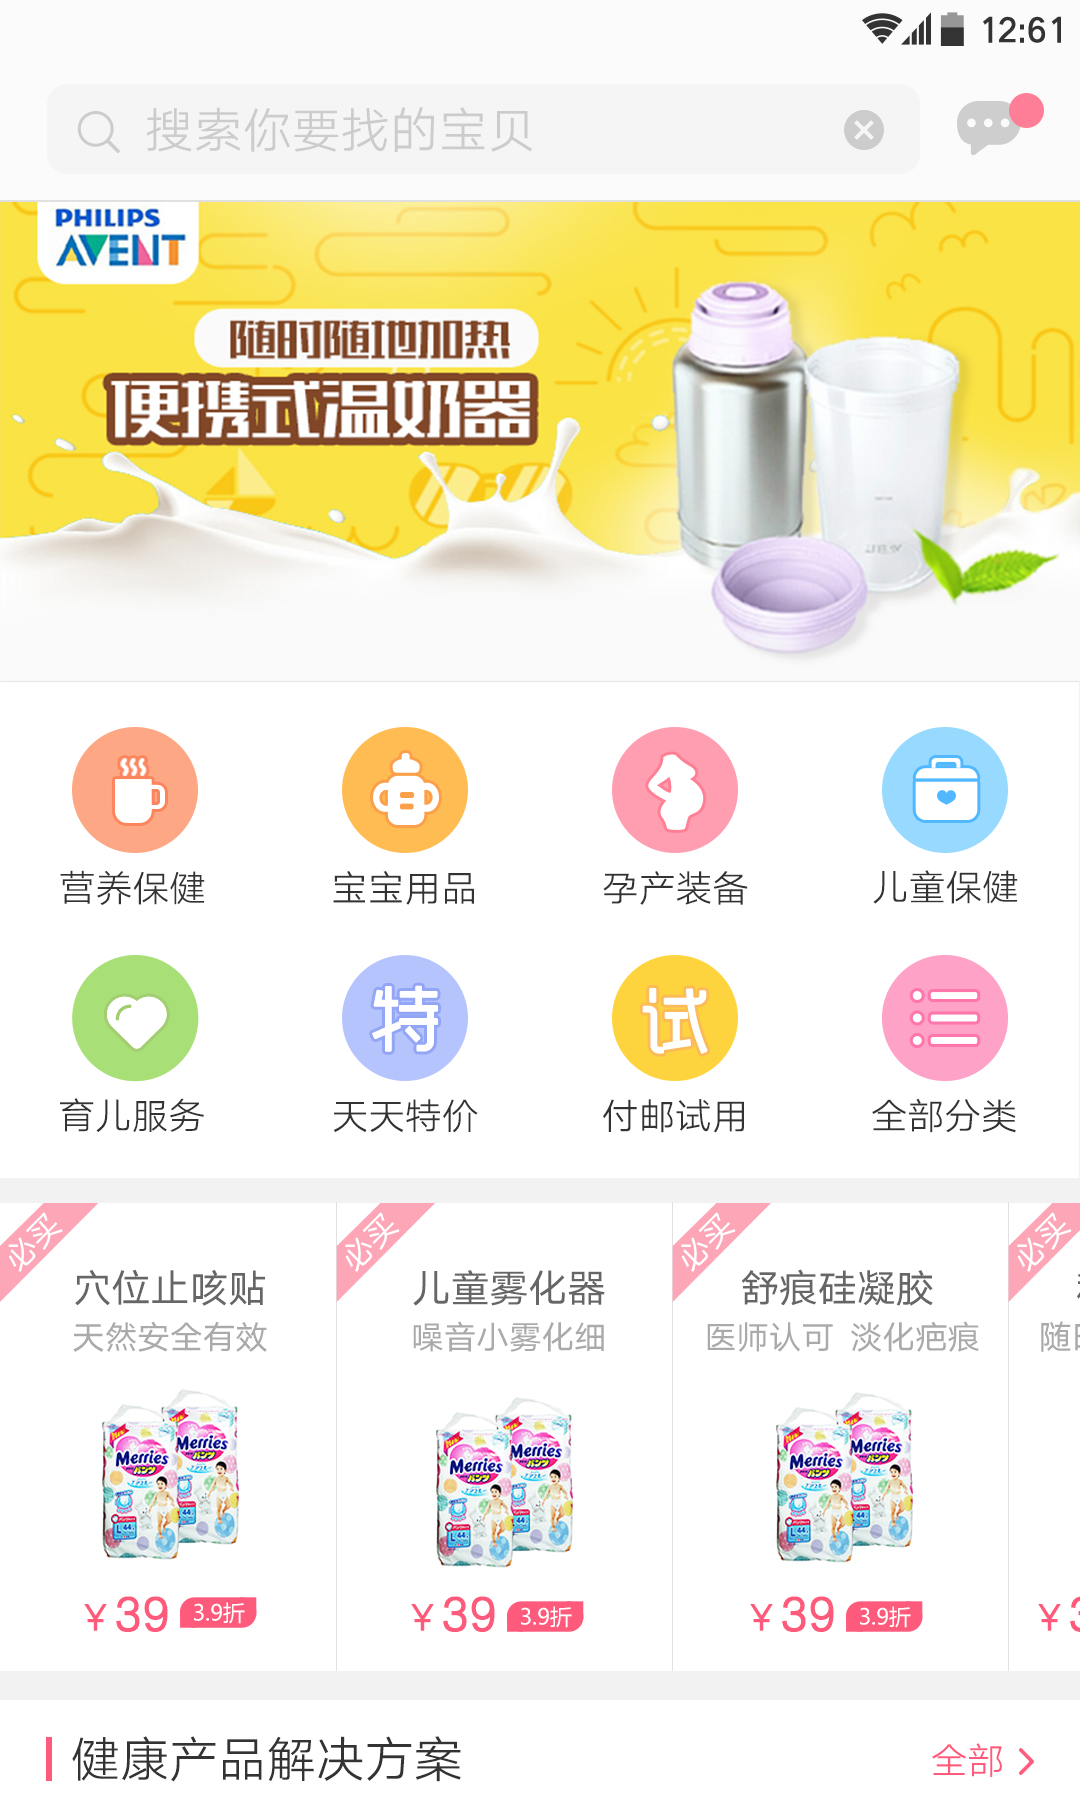 12:61
搜索你要找的宝贝
PHILIPS
AVENT
随时随地加热
便携式温奶器
营养保健
宝宝用品
孕产装备
儿童保健
特
试
育儿服务
天天特价
付邮试用
全部分类
必买
必买
必买
必买
穴位止咳贴
儿童雾化器
舒痕硅凝胶
天然安全有效
噪音小雾化细
医师认可 淡化疤痕
随
Merries
Merries
Merries
Merries
Merries
Merries
¥39 3.9折
¥39 3.9折
¥39 3.9折
¥
健康产品解决方案
全部